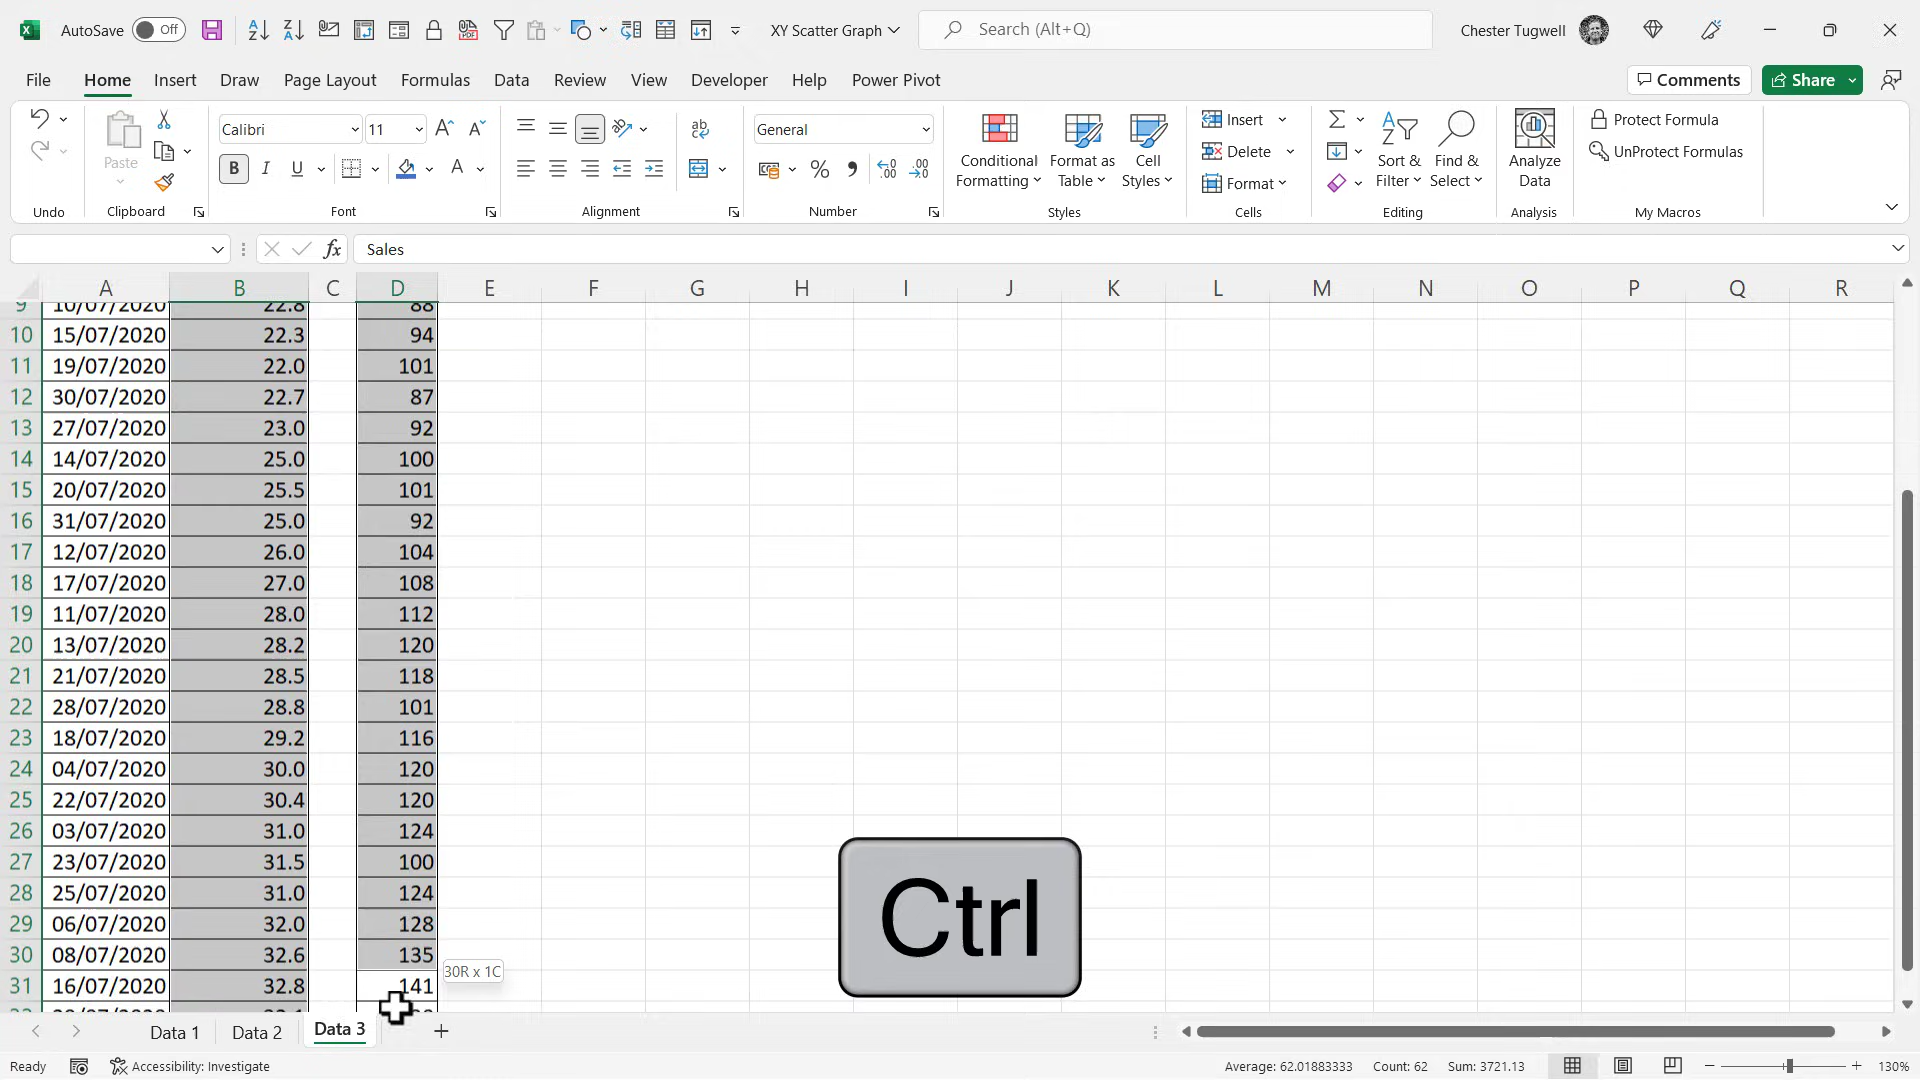 AutoSave Off XY Scatter Graph Search (Alt+Q) Chester Tugwell
File Home Insert Draw Page Layout Formulas Data Review View Developer Help Power Pivot Comments Share
Paste
Clipboard
Undo
Calibri 11
B I U A
Font
ab
Alignment
General
%
Number
Conditional Formatting
Format as Table
Cell Styles
Styles
Insert
Delete
Format
Cells
Sort & Filter
Find & Select
Editing
Analyze Data
Analysis
Protect Formula
UnProtect Formulas
My Macros
fx Sales
A B C D E F G H I J K L M N O P Q R
9 10/07/2020 22.8 88
10 15/07/2020 22.3 94
11 19/07/2020 22.0 101
12 30/07/2020 22.7 87
13 27/07/2020 23.0 92
14 14/07/2020 25.0 100
15 20/07/2020 25.5 101
16 31/07/2020 25.0 92
17 12/07/2020 26.0 104
18 17/07/2020 27.0 108
19 11/07/2020 28.0 112
20 13/07/2020 28.2 120
21 21/07/2020 28.5 118
22 28/07/2020 28.8 101
23 18/07/2020 29.2 116
24 04/07/2020 30.0 120
25 22/07/2020 30.4 120
26 03/07/2020 31.0 124
27 23/07/2020 31.5 100
28 25/07/2020 31.0 124
29 06/07/2020 32.0 128
30 08/07/2020 32.6 135
30R x 1C
31 16/07/2020 32.8 141
Ctrl
Data 1 Data 2 Data 3
Ready Accessibility: Investigate Average: 62.01883333 Count: 62 Sum: 3721.13 130%